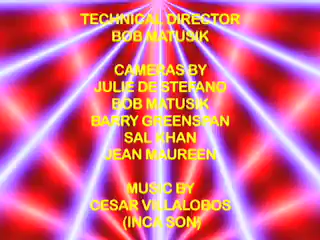 TECHNICAL DIRECTOR
BOB MATUSIK
CAMERAS BY
JULIE DE STEFANO
BOB MATUSIK
BARRY GREENSPAN
SAL KHAN
JEAN MAUREEN
MUSIC BY
CESAR VILLALOBOS
(INCA SON)